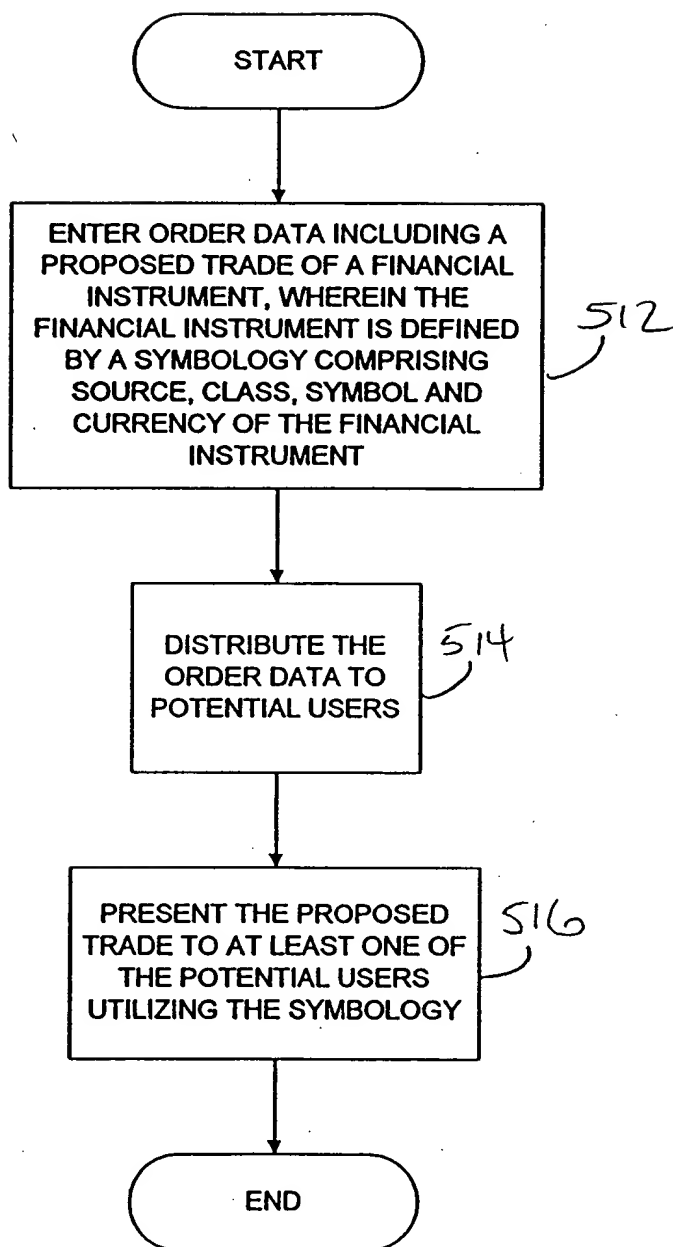 START
ENTER ORDER DATA INCLUDING A
PROPOSED TRADE OF A FINANCIAL
INSTRUMENT, WHEREIN THE
FINANCIAL INSTRUMENT IS DEFINED
BY A SYMBOLOGY COMPRISING
SOURCE, CLASS, SYMBOL AND
CURRENCY OF THE FINANCIAL
INSTRUMENT
512
DISTRIBUTE THE
ORDER DATA TO
POTENTIAL USERS
514
PRESENT THE PROPOSED
TRADE TO AT LEAST ONE OF
THE POTENTIAL USERS
UTILIZING THE SYMBOLOGY
516
END